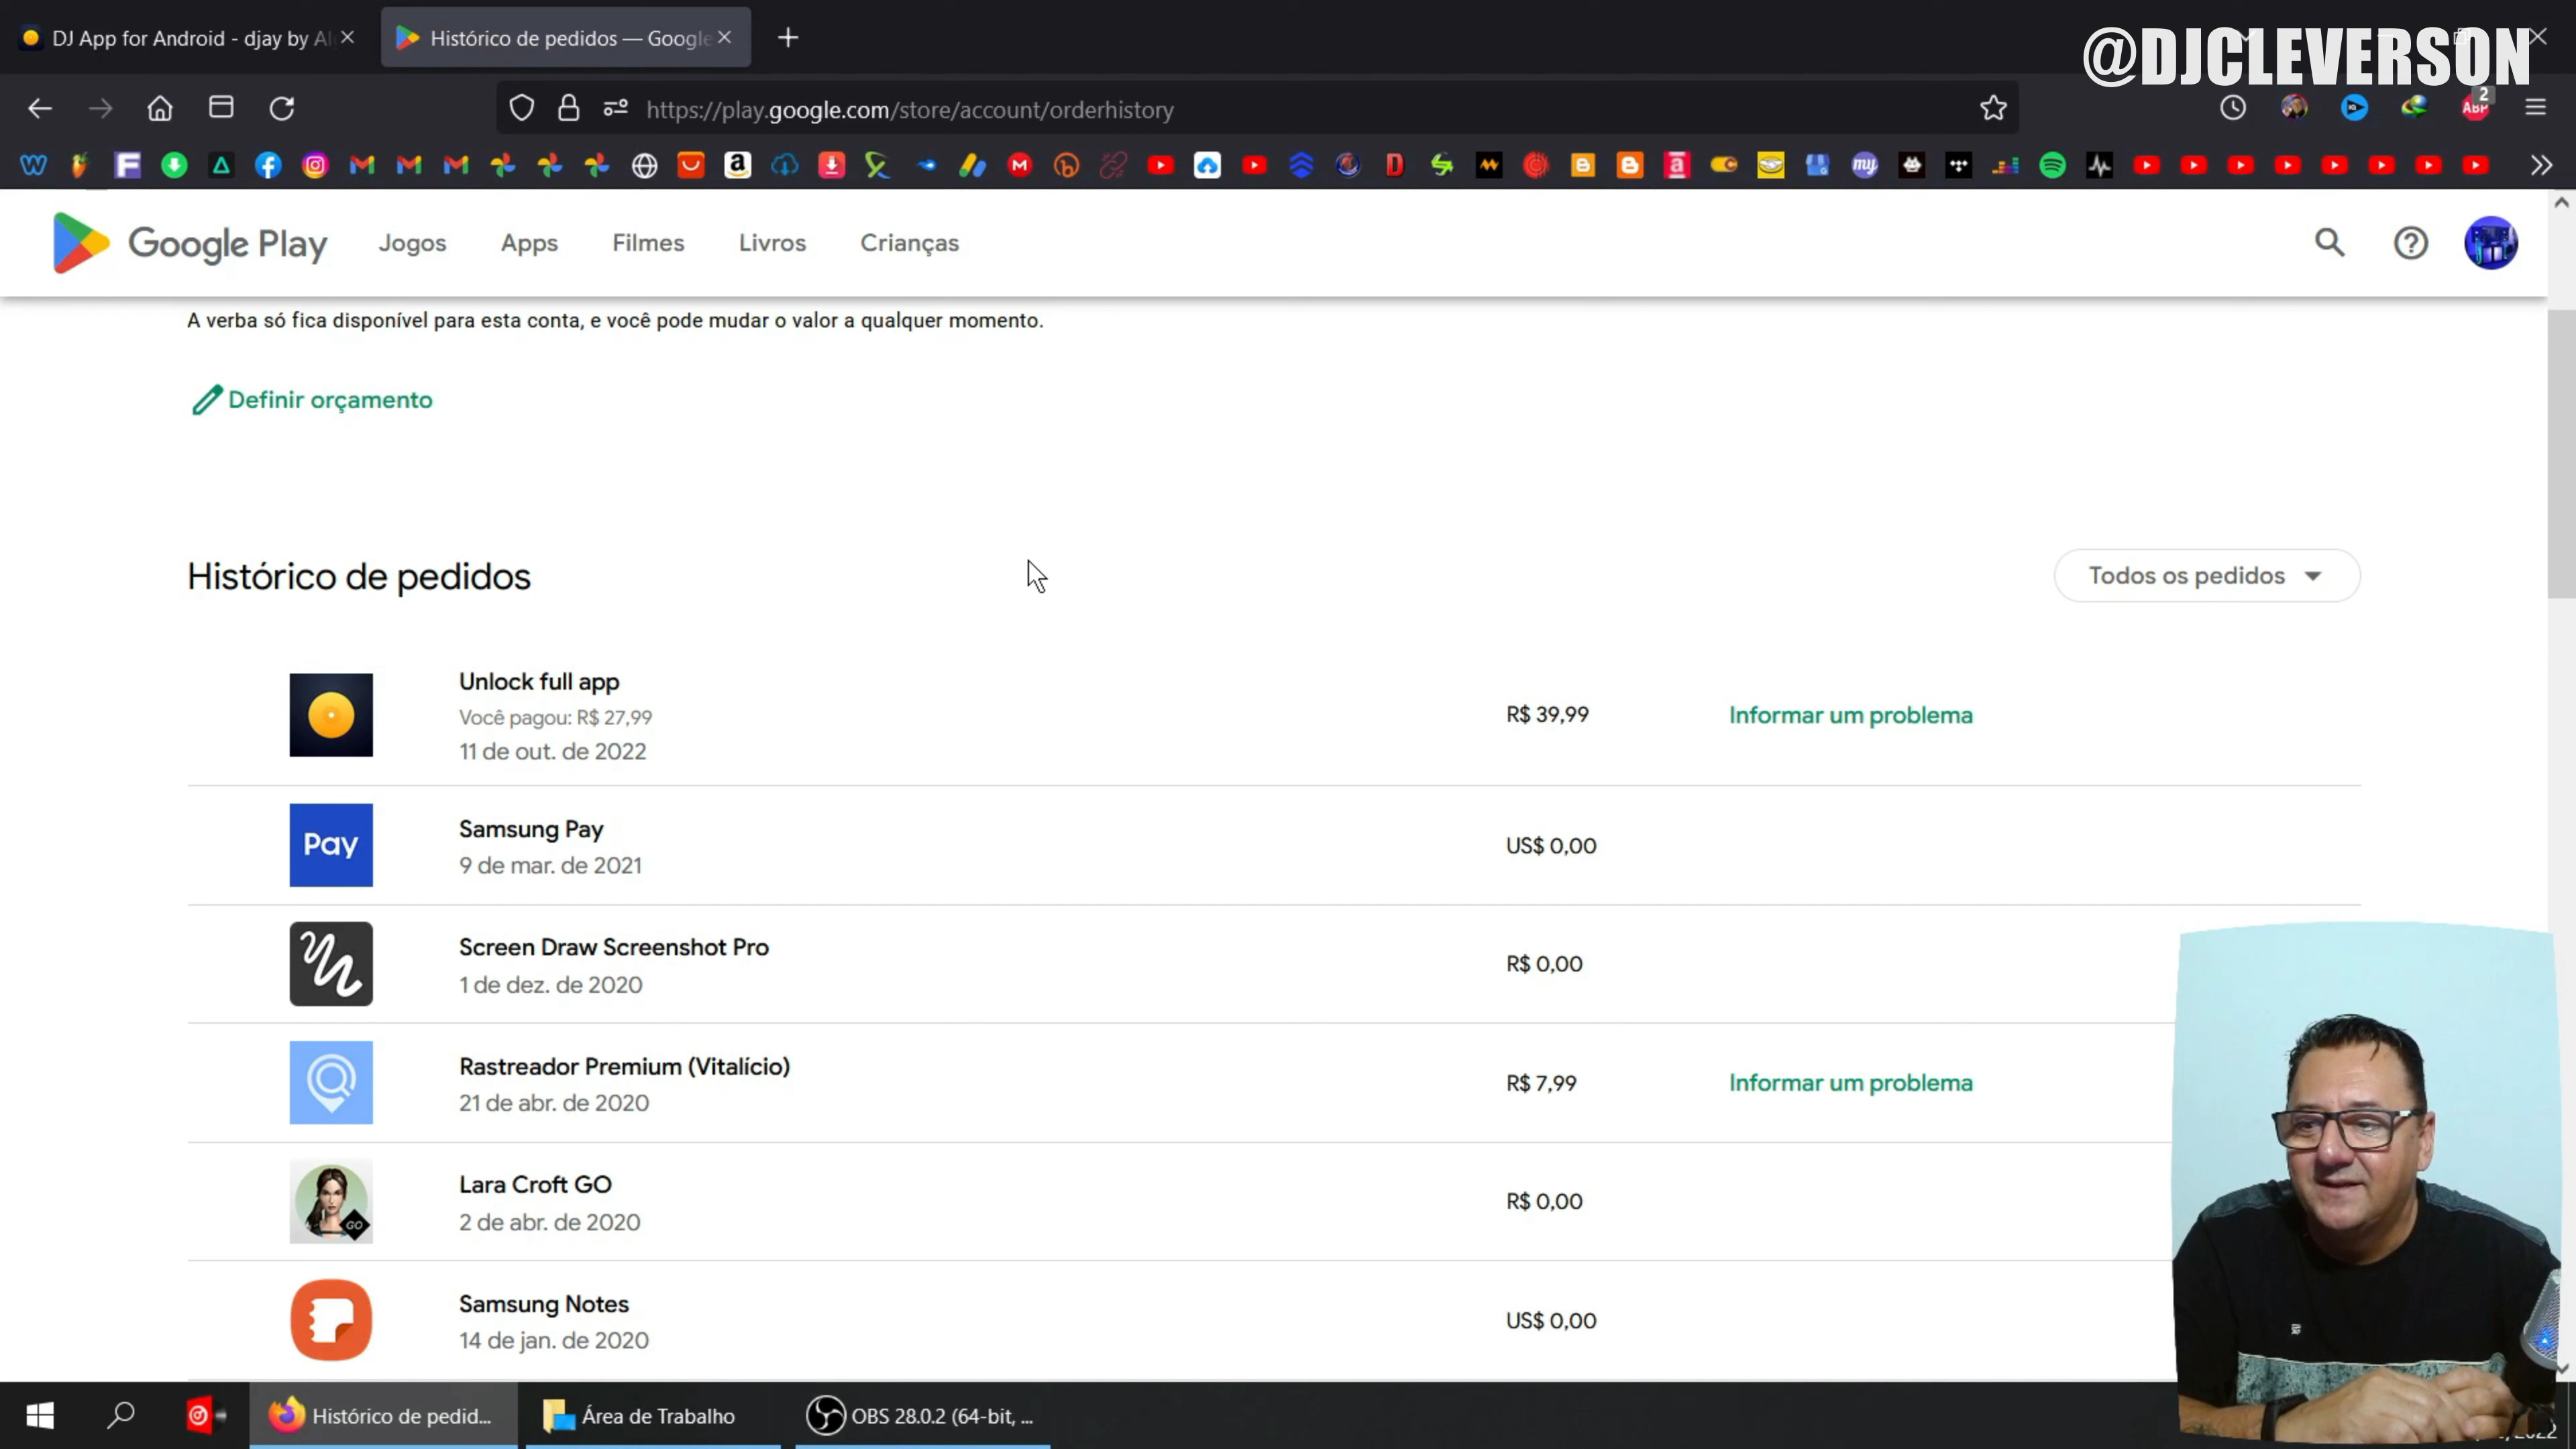 DJ App for Android - djay by Al
Histórico de pedidos — Google
@DJCLEVERSON
https://play.google.com/store/account/orderhistory
2
ABP
Google Play
Jogos
Apps
Filmes
Livros
Crianças
A verba só fica disponível para esta conta, e você pode mudar o valor a qualquer momento.
Definir orçamento
Histórico de pedidos
Todos os pedidos
Unlock full app
Você pagou: R$ 27,99
11 de out. de 2022
R$ 39,99
Informar um problema
Pay
Samsung Pay
9 de mar. de 2021
US$ 0,00
Screen Draw Screenshot Pro
1 de dez. de 2020
R$ 0,00
Rastreador Premium (Vitalício)
21 de abr. de 2020
R$ 7,99
Informar um problema
GO
Lara Croft GO
2 de abr. de 2020
R$ 0,00
Samsung Notes
14 de jan. de 2020
US$ 0,00
Histórico de pedid...
Área de Trabalho
OBS 28.0.2 (64-bit, ...